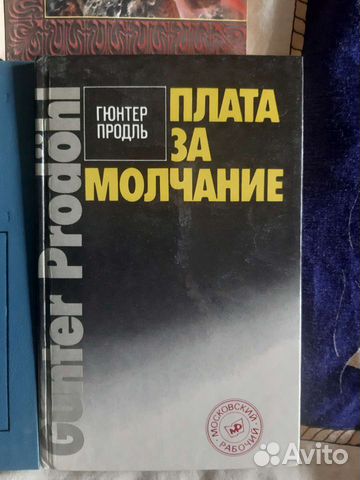 Günter Prodöhl
ГЮНТЕР
ПРОДЛЬ
ПЛАТА
ЗА
МОЛЧАНИЕ
МОСКОВСКИЙ
МР
РАБОЧИЙ
Avito